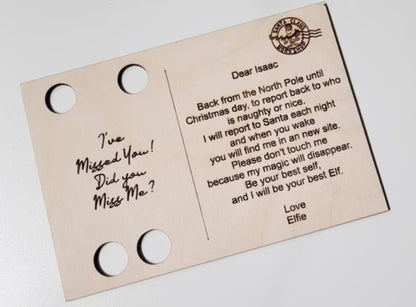 I've
Missed You!
Did you
Miss Me?
SANTA CLAUS
WORKSHOP
Dear Isaac
Back from the North Pole until
Christmas day, to report back to who
is naughty or nice.
I will report to Santa each night
and when you wake
you will find me in an new site.
Please don't touch me
because my magic will disappear.
Be your best self,
and I will be your best Elf.
Love
Elfie